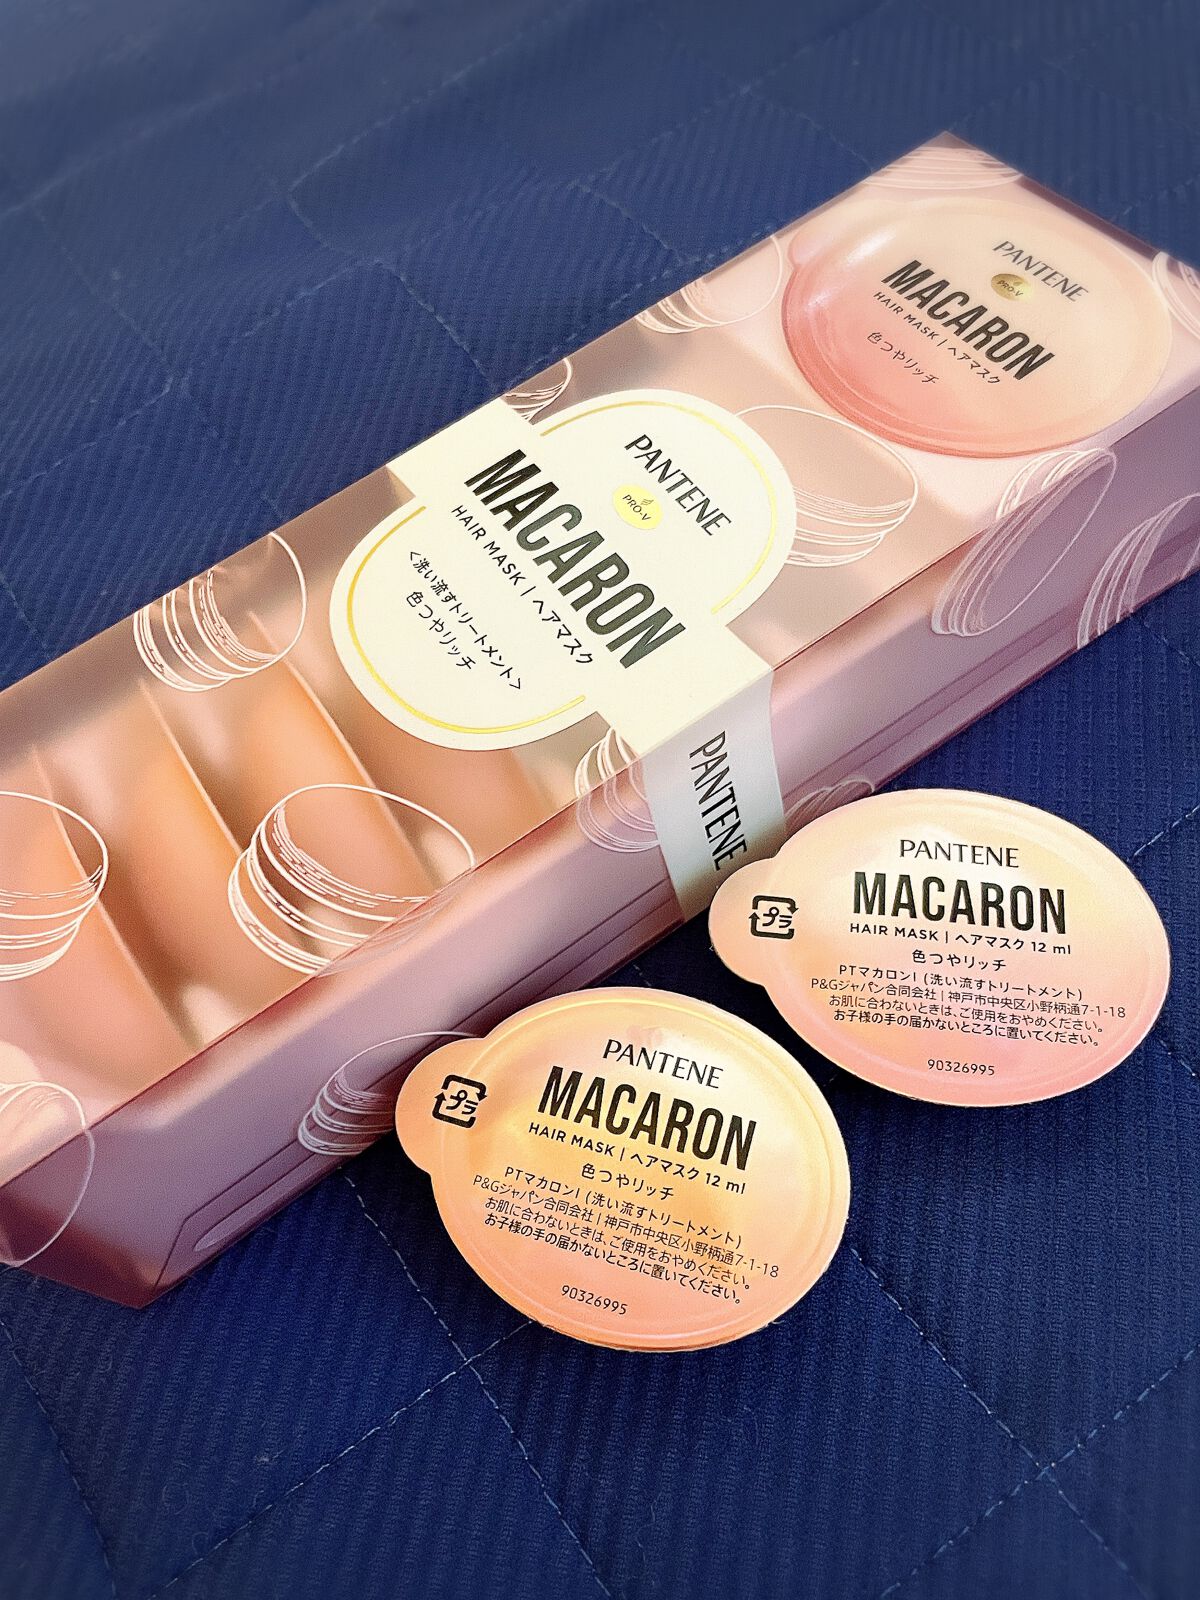 PANTENE
PRO-V
MACARON
HAIR MASK | ヘアマスク
色つやリッチ
PANTENE
PRO-V
MACARON
HAIR MASK | ヘアマスク
<洗い流すトリートメント>
色つやリッチ
PANTENE
PANTENE
MACARON
HAIR MASK | ヘアマスク 12 ml
色つやリッチ
PTマカロンI (洗い流すトリートメント)
P&Gジャパン合同会社 | 神戸市中央区小野柄通7-1-18
お肌に合わないときは、ご使用をおやめください。
お子様の手の届かないところに置いてください。
90326995
プラ
PANTENE
MACARON
HAIR MASK | ヘアマスク 12 ml
色つやリッチ
PTマカロンI (洗い流すトリートメント)
P&Gジャパン合同会社 | 神戸市中央区小野柄通7-1-18
お肌に合わないときは、ご使用をおやめください。
お子様の手の届かないところに置いてください。
90326995
プラ